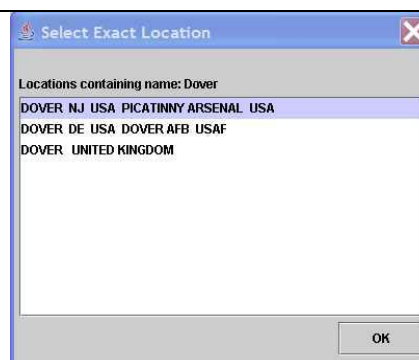 Select Exact Location
Locations containing name: Dover
DOVER NJ USA PICATINNY ARSENAL USA
DOVER DE USA DOVER AFB USAF
DOVER UNITED KINGDOM
OK